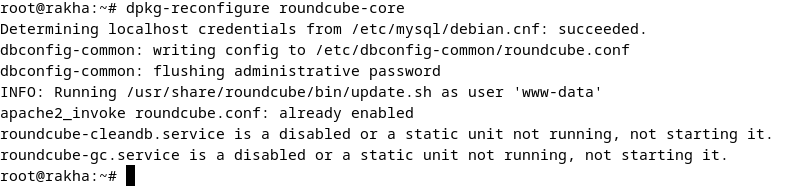 root@rakha:~# dpkg-reconfigure roundcube-core
Determining localhost credentials from /etc/mysql/debian.cnf: succeeded.
dbconfig-common: writing config to /etc/dbconfig-common/roundcube.conf
dbconfig-common: flushing administrative password
INFO: Running /usr/share/roundcube/bin/update.sh as user 'www-data'
apache2_invoke roundcube.conf: already enabled
roundcube-cleandb.service is a disabled or a static unit not running, not starting it.
roundcube-gc.service is a disabled or a static unit not running, not starting it.
root@rakha:~#